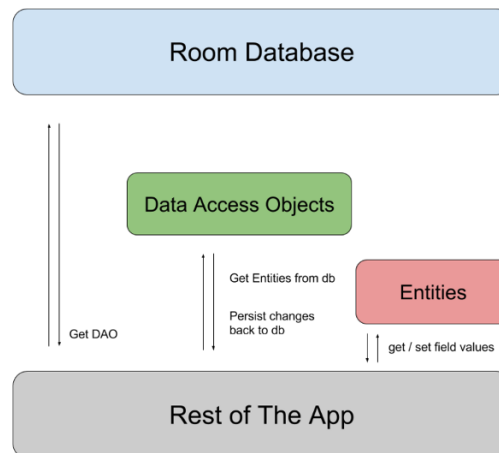 Room Database
Data Access Objects
Get Entities from db
Entities
Persist changes
back to db
Get DAO
get / set field values
Rest of The App